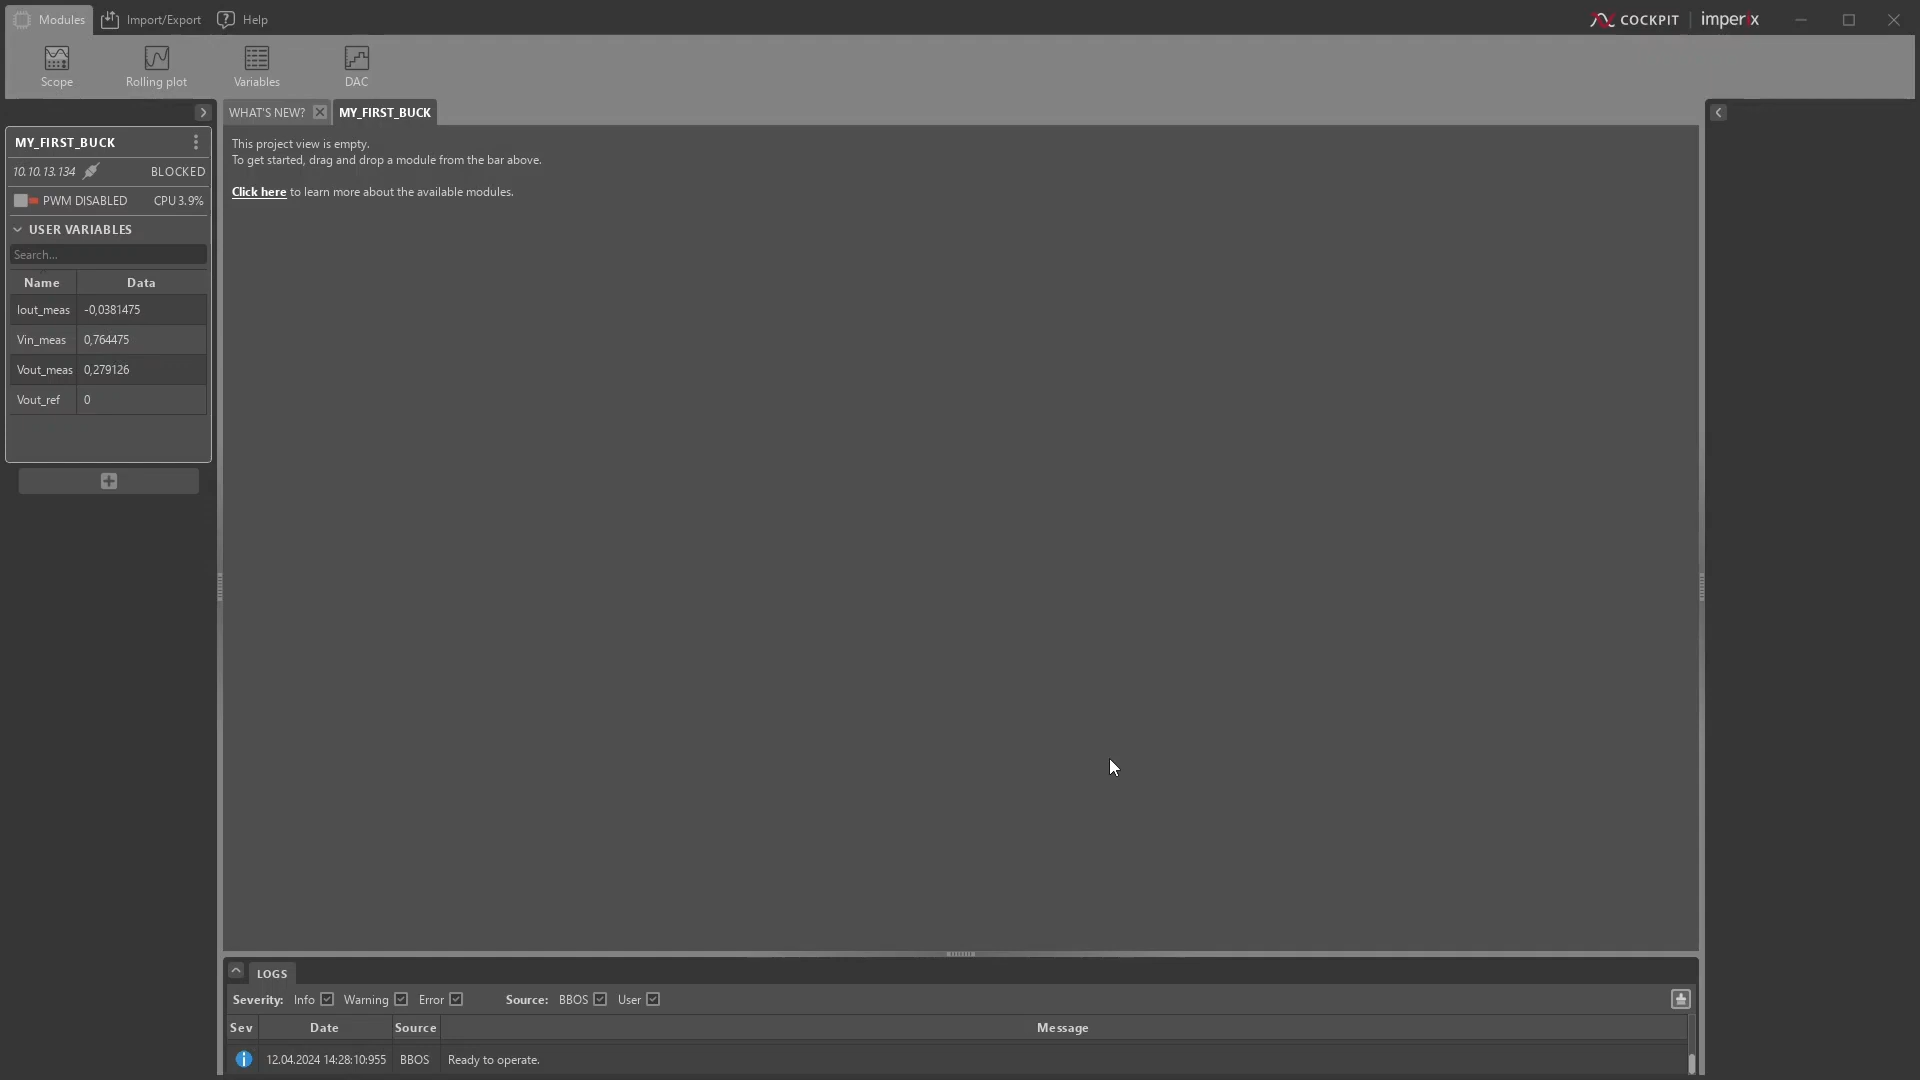 Modules Import/Export Help COCKPIT imperix
Scope Rolling plot Variables DAC
WHAT'S NEW? MY_FIRST_BUCK
MY_FIRST_BUCK
10.10.13.134 BLOCKED
PWM DISABLED CPU 3.9%
USER VARIABLES
Search...
Name Data
Iout_meas -0,0381475
Vin_meas 0,764475
Vout_meas 0,279126
Vout_ref 0
This project view is empty.
To get started, drag and drop a module from the bar above.
Click here to learn more about the available modules.
LOGS
Severity: Info Warning Error Source: BBOS User
Sev Date Source Message
12.04.2024 14:28:10:955 BBOS Ready to operate.